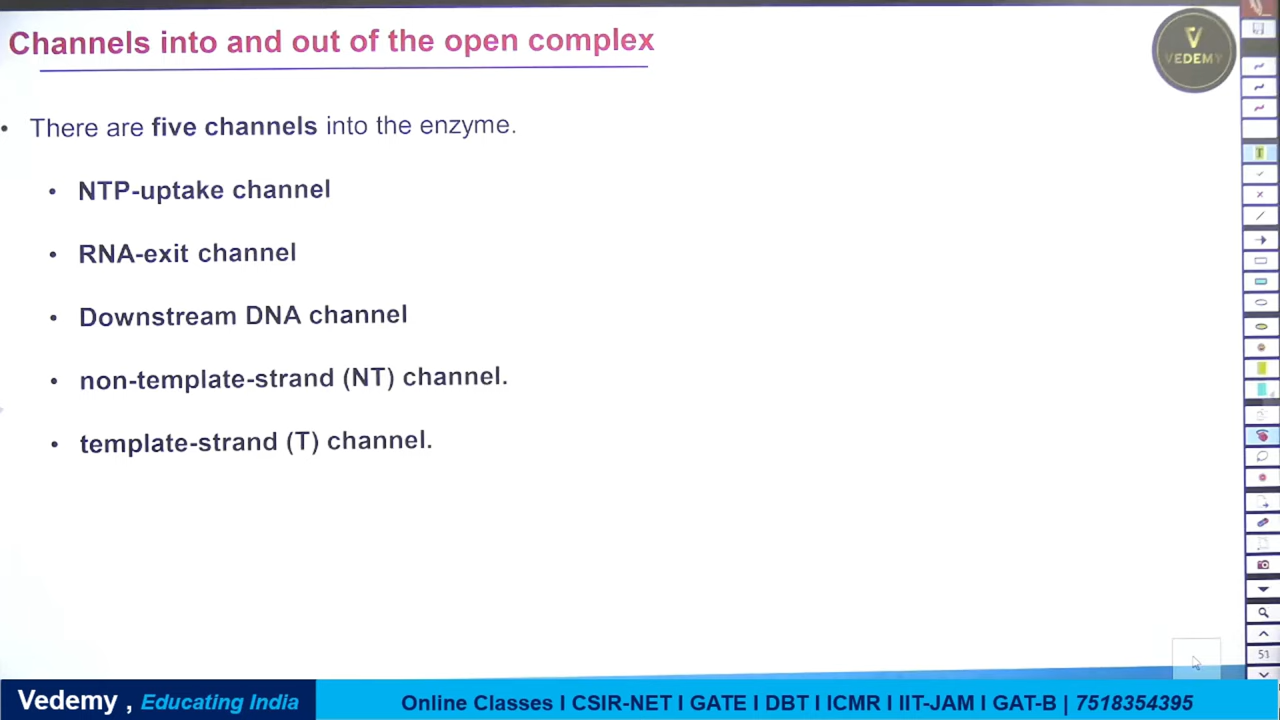 Channels into and out of the open complex
VEDEMY
• There are five channels into the enzyme.
• NTP-uptake channel
• RNA-exit channel
• Downstream DNA channel
• non-template-strand (NT) channel.
• template-strand (T) channel.
T
51
Vedemy , Educating India
Online Classes I CSIR-NET I GATE I DBT I ICMR I IIT-JAM I GAT-B | 7518354395